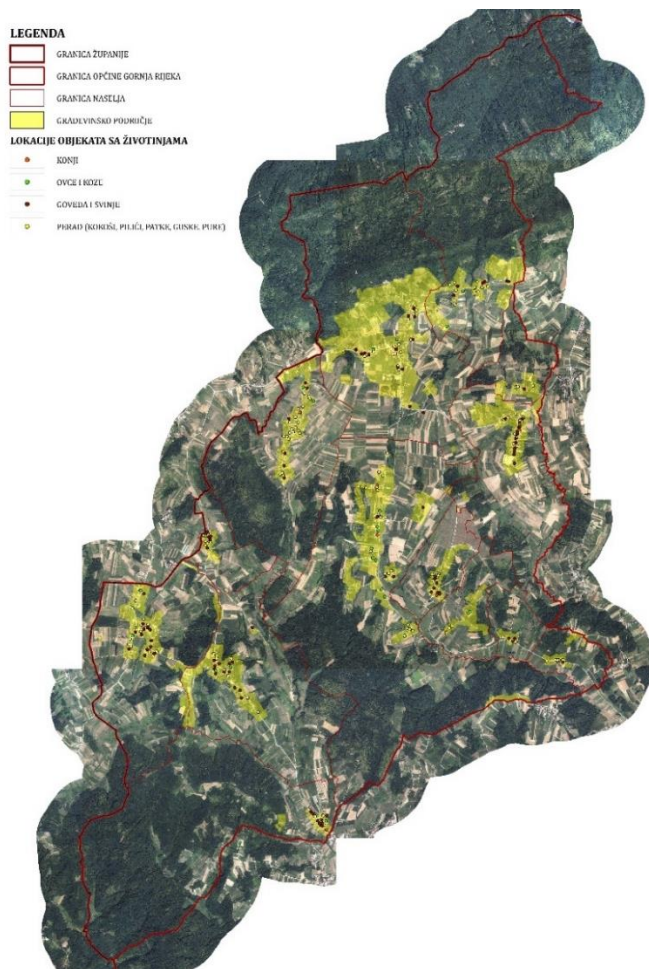 LEGENDA
GRANICA ŽUPANIJE
GRANICA OPĆINE GORNJA RIJEKA
GRANICA NASELJA
GRAĐEVINSKO PODRUČJE
LOKACIJE OBJEKATA SA ŽIVOTINJAMA
KONJI
OVCE I KOZE
GOVEDA I SVINJE
PERAD (KOKOŠI, PILIĆI, PATKE, GUSKE, PURE)